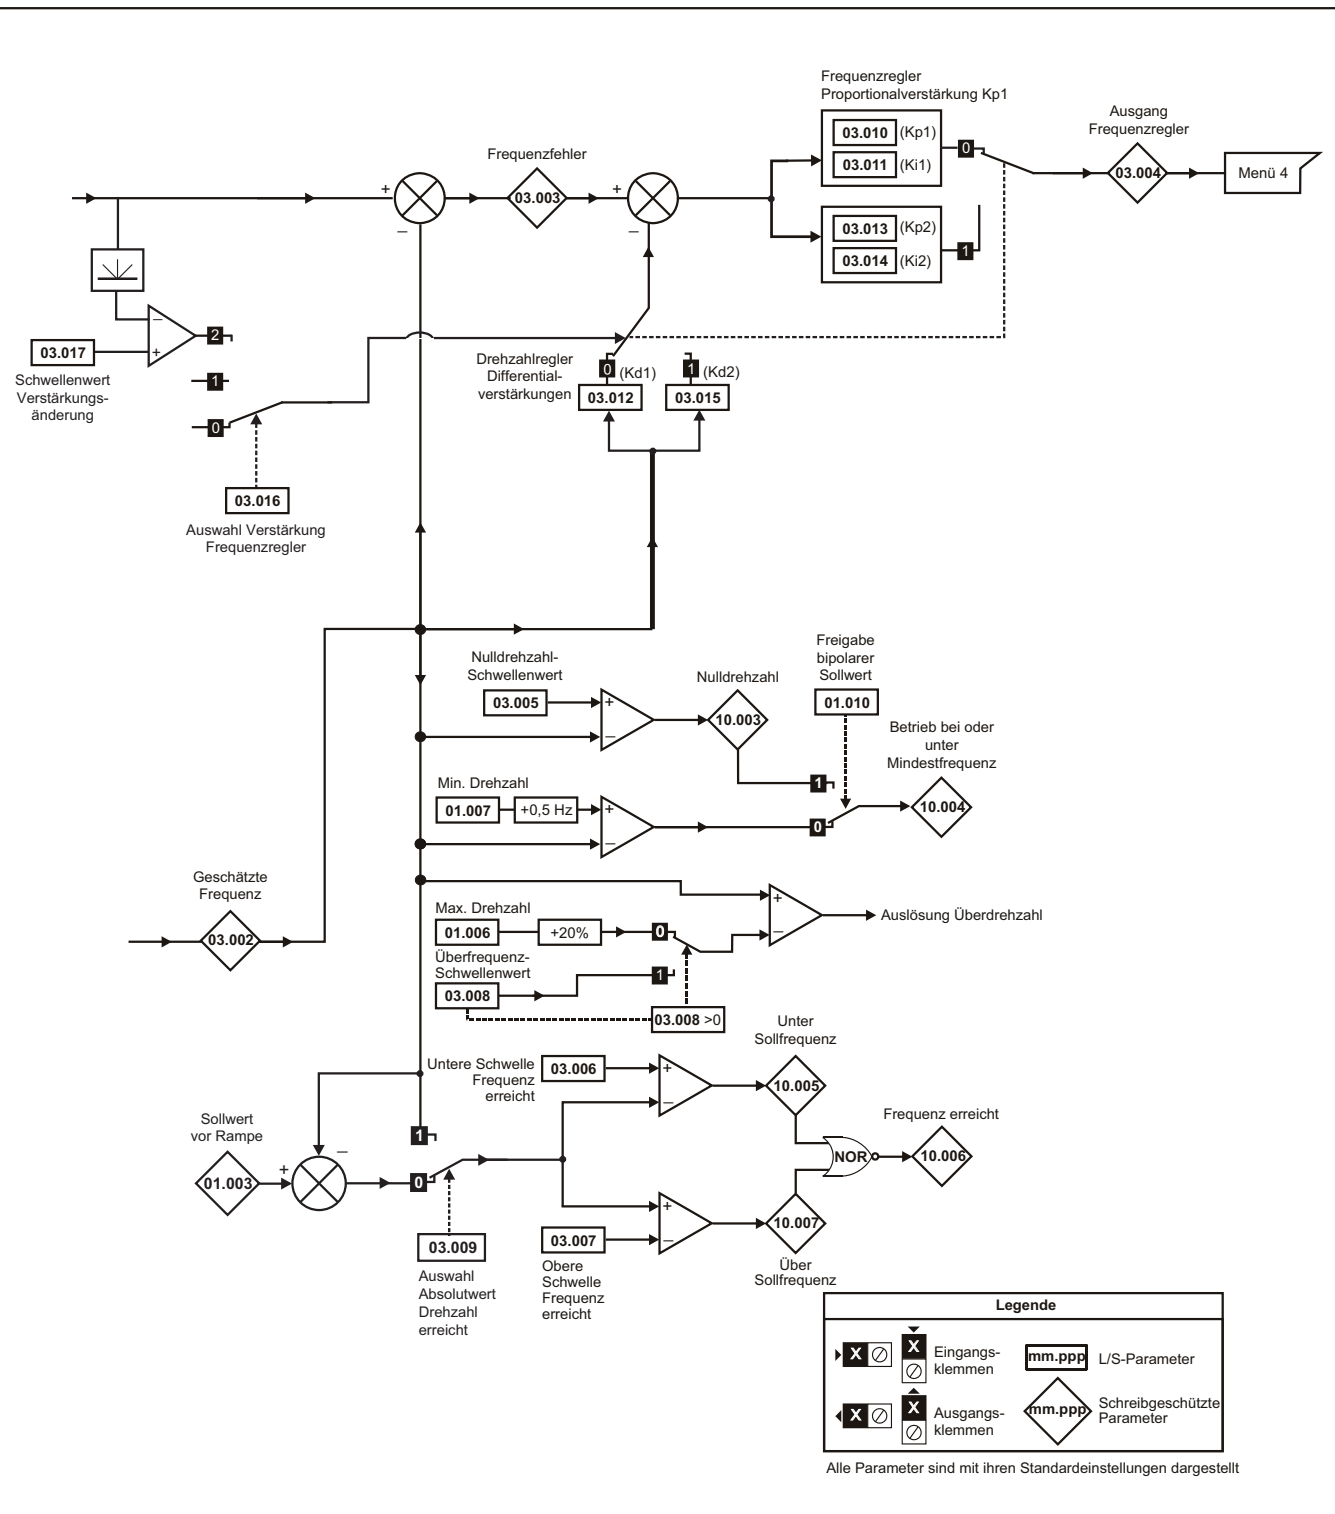 Frequenzregler
Proportionalverstärkung Kp1
03.010 (Kp1)
03.011 (Ki1)
0
Ausgang
Frequenzregler
03.004
Menü 4
Frequenzfehler
+
–
03.003
+
–
03.013 (Kp2)
03.014 (Ki2)
1
–
+
2
03.017
Schwellenwert
Verstärkungs-
änderung
1
0
03.016
Auswahl Verstärkung
Frequenzregler
Drehzahlregler
Differential-
verstärkungen
0 (Kd1)
03.012
1 (Kd2)
03.015
Nulldrehzahl-
Schwellenwert
03.005
+
–
Nulldrehzahl
10.003
Freigabe
bipolarer
Sollwert
01.010
Betrieb bei oder
unter
Mindestfrequenz
10.004
1
0
Min. Drehzahl
01.007
+0,5 Hz
+
–
Geschätzte
Frequenz
03.002
Max. Drehzahl
01.006
+20%
0
Überfrequenz-
Schwellenwert
03.008
1
03.008 >0
+
–
Auslösung Überdrehzahl
Untere Schwelle
Frequenz
erreicht
03.006
+
–
Unter
Sollfrequenz
10.005
Sollwert
vor Rampe
01.003
+
–
1
0
03.009
Auswahl
Absolutwert
Drehzahl
erreicht
03.007
Obere
Schwelle
Frequenz
erreicht
+
–
10.007
Über
Sollfrequenz
NOR
Frequenz erreicht
10.006
Legende
X
X
Eingangs-
klemmen
mm.ppp
L/S-Parameter
X
X
Ausgangs-
klemmen
mm.ppp
Schreibgeschützte
Parameter
Alle Parameter sind mit ihren Standardeinstellungen dargestellt